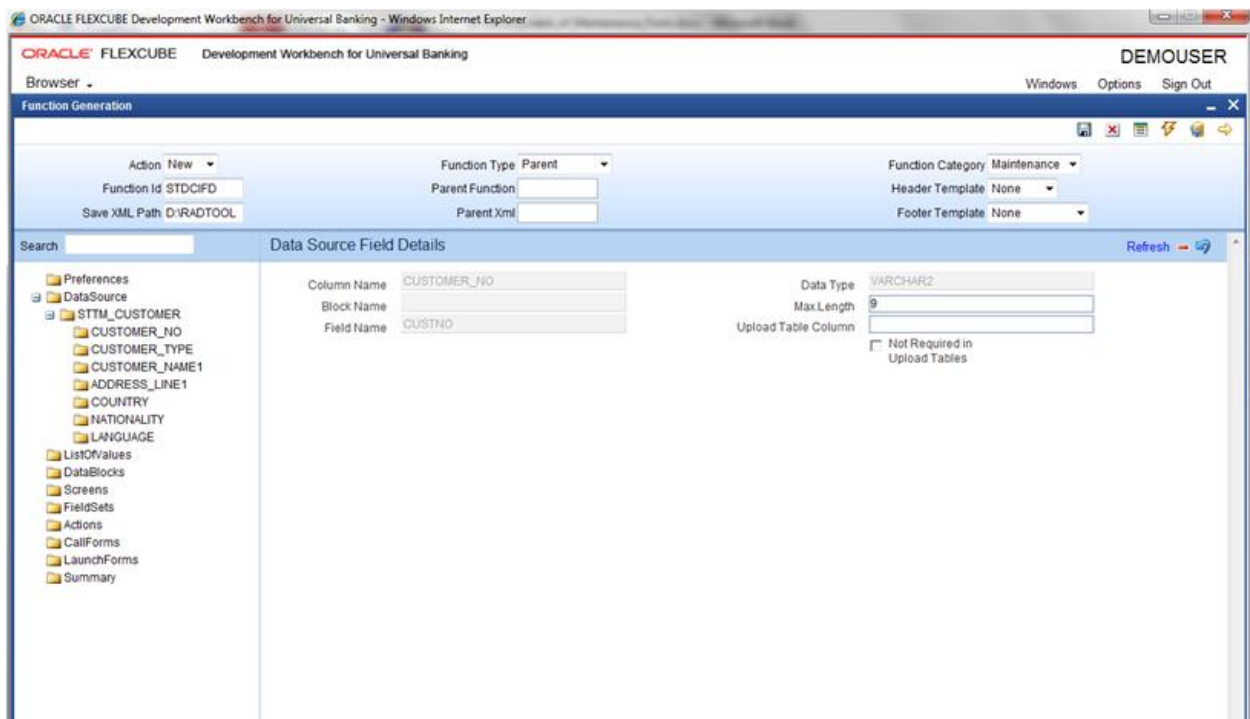 ORACLE FLEXCUBE Development Workbench for Universal Banking - Windows Internet Explorer
ORACLE FLEXCUBE Development Workbench for Universal Banking DEMOUSER
Browser Windows Options Sign Out
Function Generation
Action New Function Type Parent Function Category Maintenance
Function Id STDCIFD Parent Function Header Template None
Save XML Path D:\RADTOOL Parent Xml Footer Template None
Search Data Source Field Details Refresh
Preferences
DataSource
STTM_CUSTOMER
CUSTOMER_NO
CUSTOMER_TYPE
CUSTOMER_NAME1
ADDRESS_LINE1
COUNTRY
NATIONALITY
LANGUAGE
ListOfValues
DataBlocks
Screens
FieldSets
Actions
CallForms
LaunchForms
Summary
Column Name CUSTOMER_NO Data Type VARCHAR2
Block Name Max.Length 9
Field Name CUSTNO Upload Table Column
Not Required in
Upload Tables